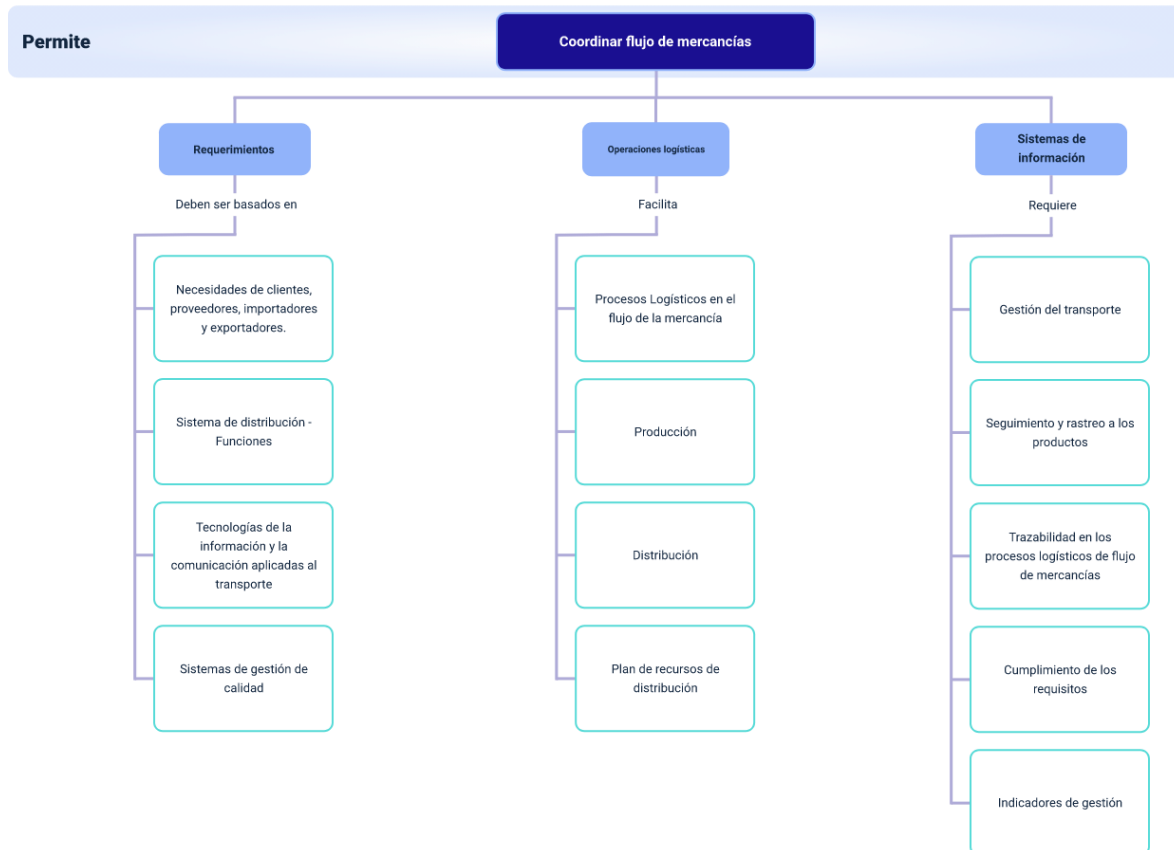 Permite
Coordinar flujo de mercancías
Requerimientos
Deben ser basados en
Necesidades de clientes,
proveedores, importadores
y exportadores.
Sistema de distribución -
Funciones
Tecnologías de la
información y la
comunicación aplicadas al
transporte
Sistemas de gestión de
calidad
Operaciones logísticas
Facilita
Procesos Logísticos en el
flujo de la mercancía
Producción
Distribución
Plan de recursos de
distribución
Sistemas de
información
Requiere
Gestión del transporte
Seguimiento y rastreo a los
productos
Trazabilidad en los
procesos logísticos de flujo
de mercancías
Cumplimiento de los
requisitos
Indicadores de gestión